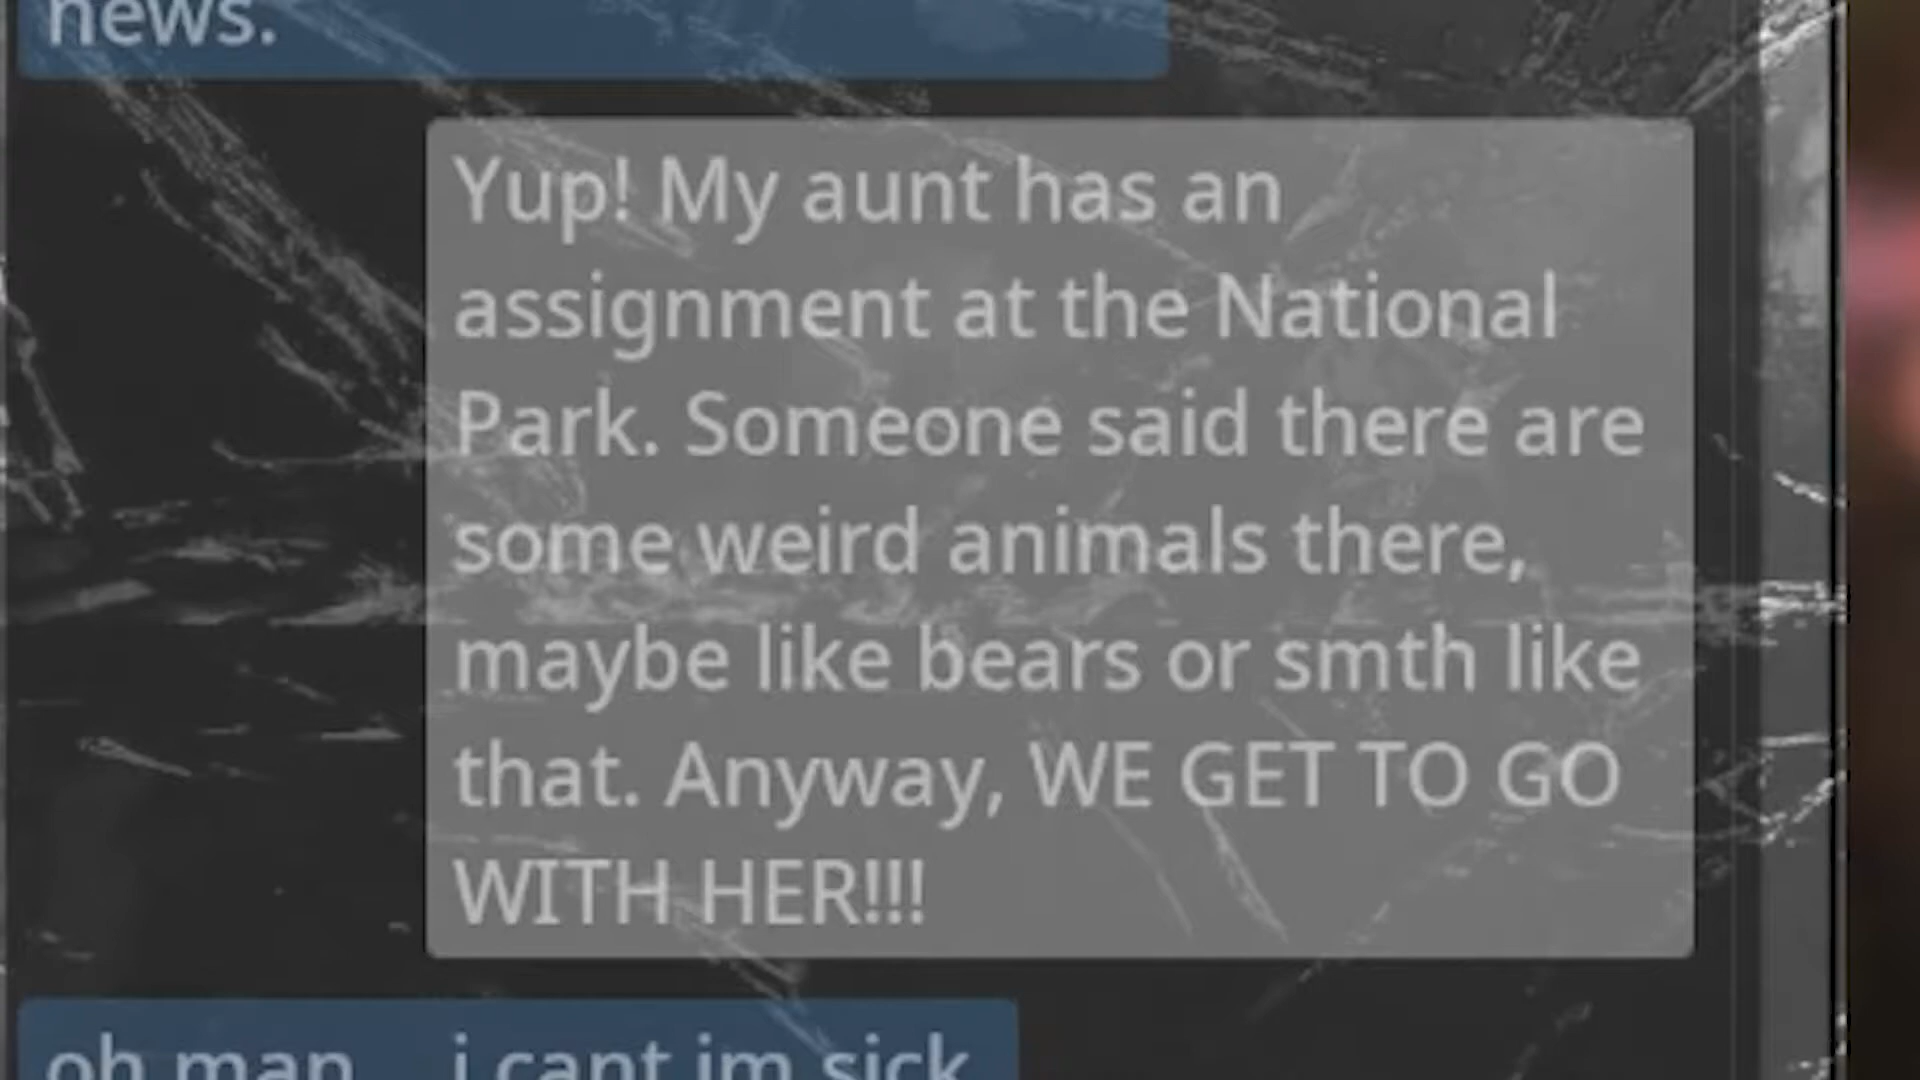 news.
Yup! My aunt has an
assignment at the National
Park. Someone said there are
some weird animals there,
maybe like bears or smth like
that. Anyway, WE GET TO GO
WITH HER!!!
oh man... i cant im sick